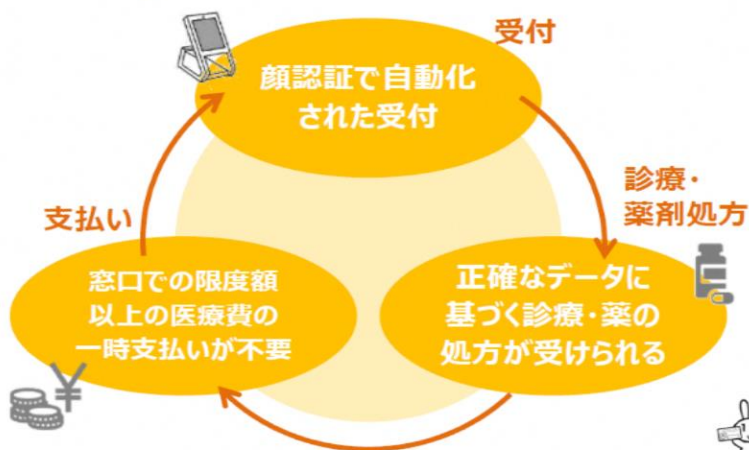 受付
顔認証で自動化
された受付
診療・
薬剤処方
正確なデータに
基づく診療・薬の
処方が受けられる
支払い
窓口での限度額
以上の医療費の
一時支払いが不要
¥